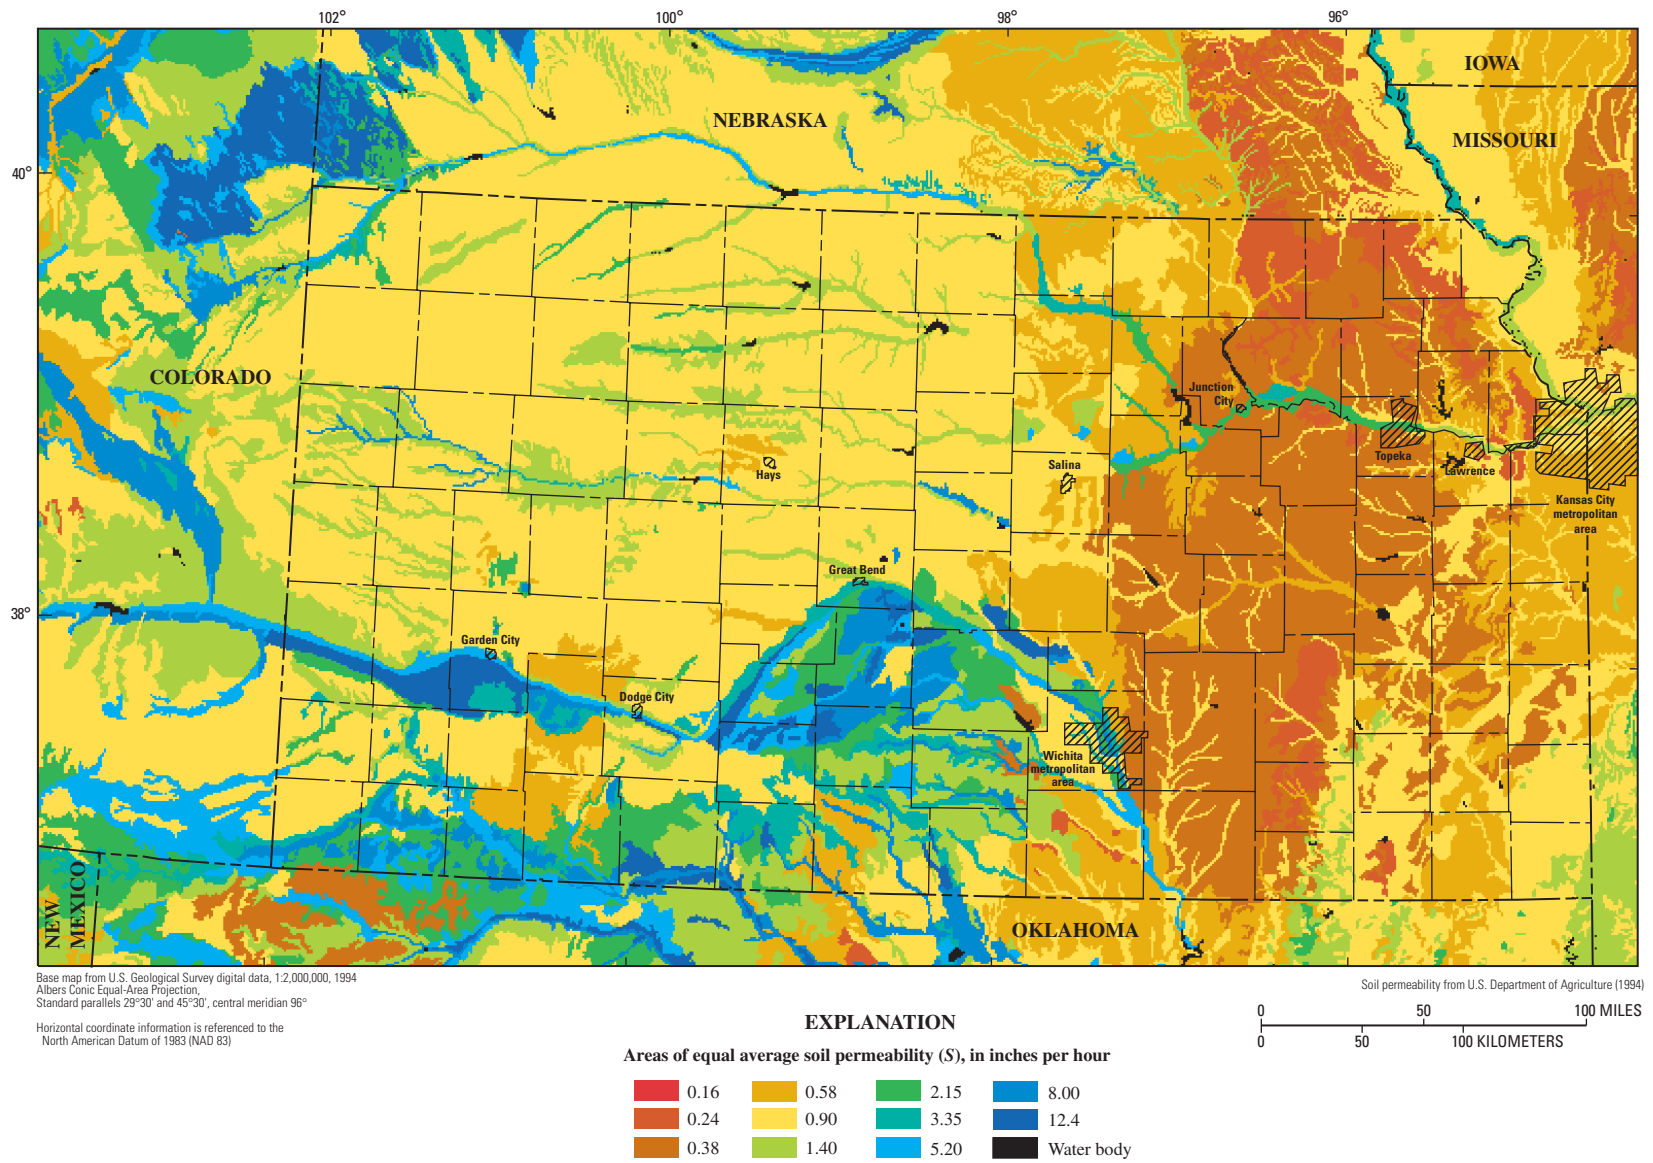 102°
100°
98°
96°
IOWA
NEBRASKA
MISSOURI
40°
COLORADO
Junction
City
Topeka
Lawrence
Hays
Salina
Kansas City
metropolitan
area
Great Bend
38°
Garden City
Dodge City
Wichita
metropolitan
area
NEW
MEXICO
OKLAHOMA
Base map from U.S. Geological Survey digital data, 1:2,000,000, 1994
Albers Conic Equal-Area Projection,
Standard parallels 29°30' and 45°30', central meridian 96°
Horizontal coordinate information is referenced to the
North American Datum of 1983 (NAD 83)
Soil permeability from U.S. Department of Agriculture (1994)
0 50 100 MILES
0 50 100 KILOMETERS
EXPLANATION
Areas of equal average soil permeability (S), in inches per hour
0.16
0.24
0.38
0.58
0.90
1.40
2.15
3.35
5.20
8.00
12.4
Water body